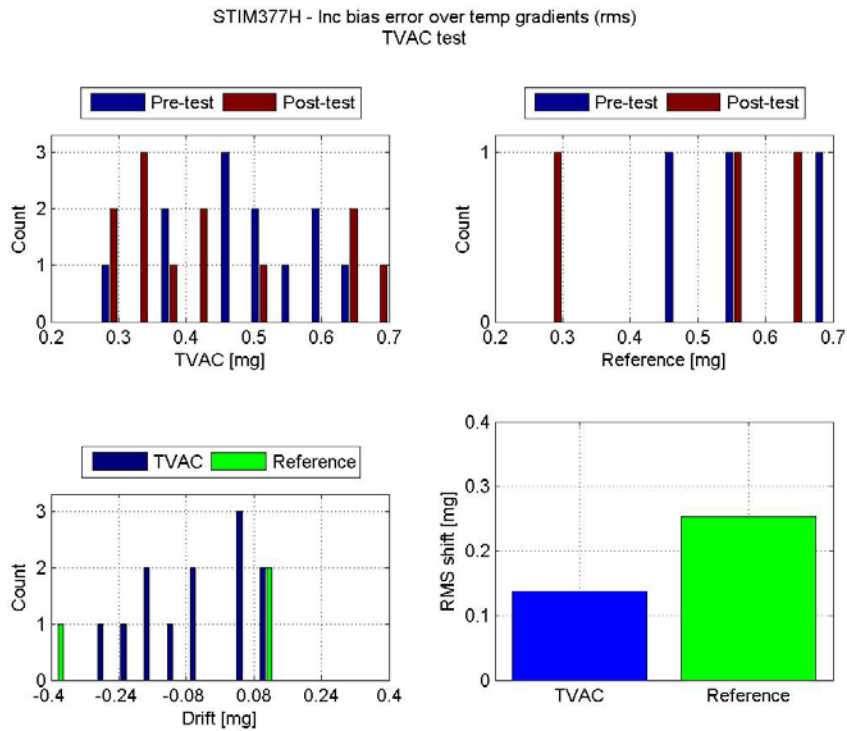 STIM377H - Inc bias error over temp gradients (rms)
TVAC test
Pre-test Post-test
3
2
1
0
Count
0.2 0.3 0.4 0.5 0.6 0.7
TVAC [mg]
Pre-test Post-test
1
0
Count
0.2 0.3 0.4 0.5 0.6 0.7
Reference [mg]
TVAC Reference
3
2
1
0
Count
-0.4 -0.24 -0.08 0.08 0.24 0.4
Drift [mg]
0.4
0.3
0.2
0.1
0
RMS shift [mg]
TVAC Reference